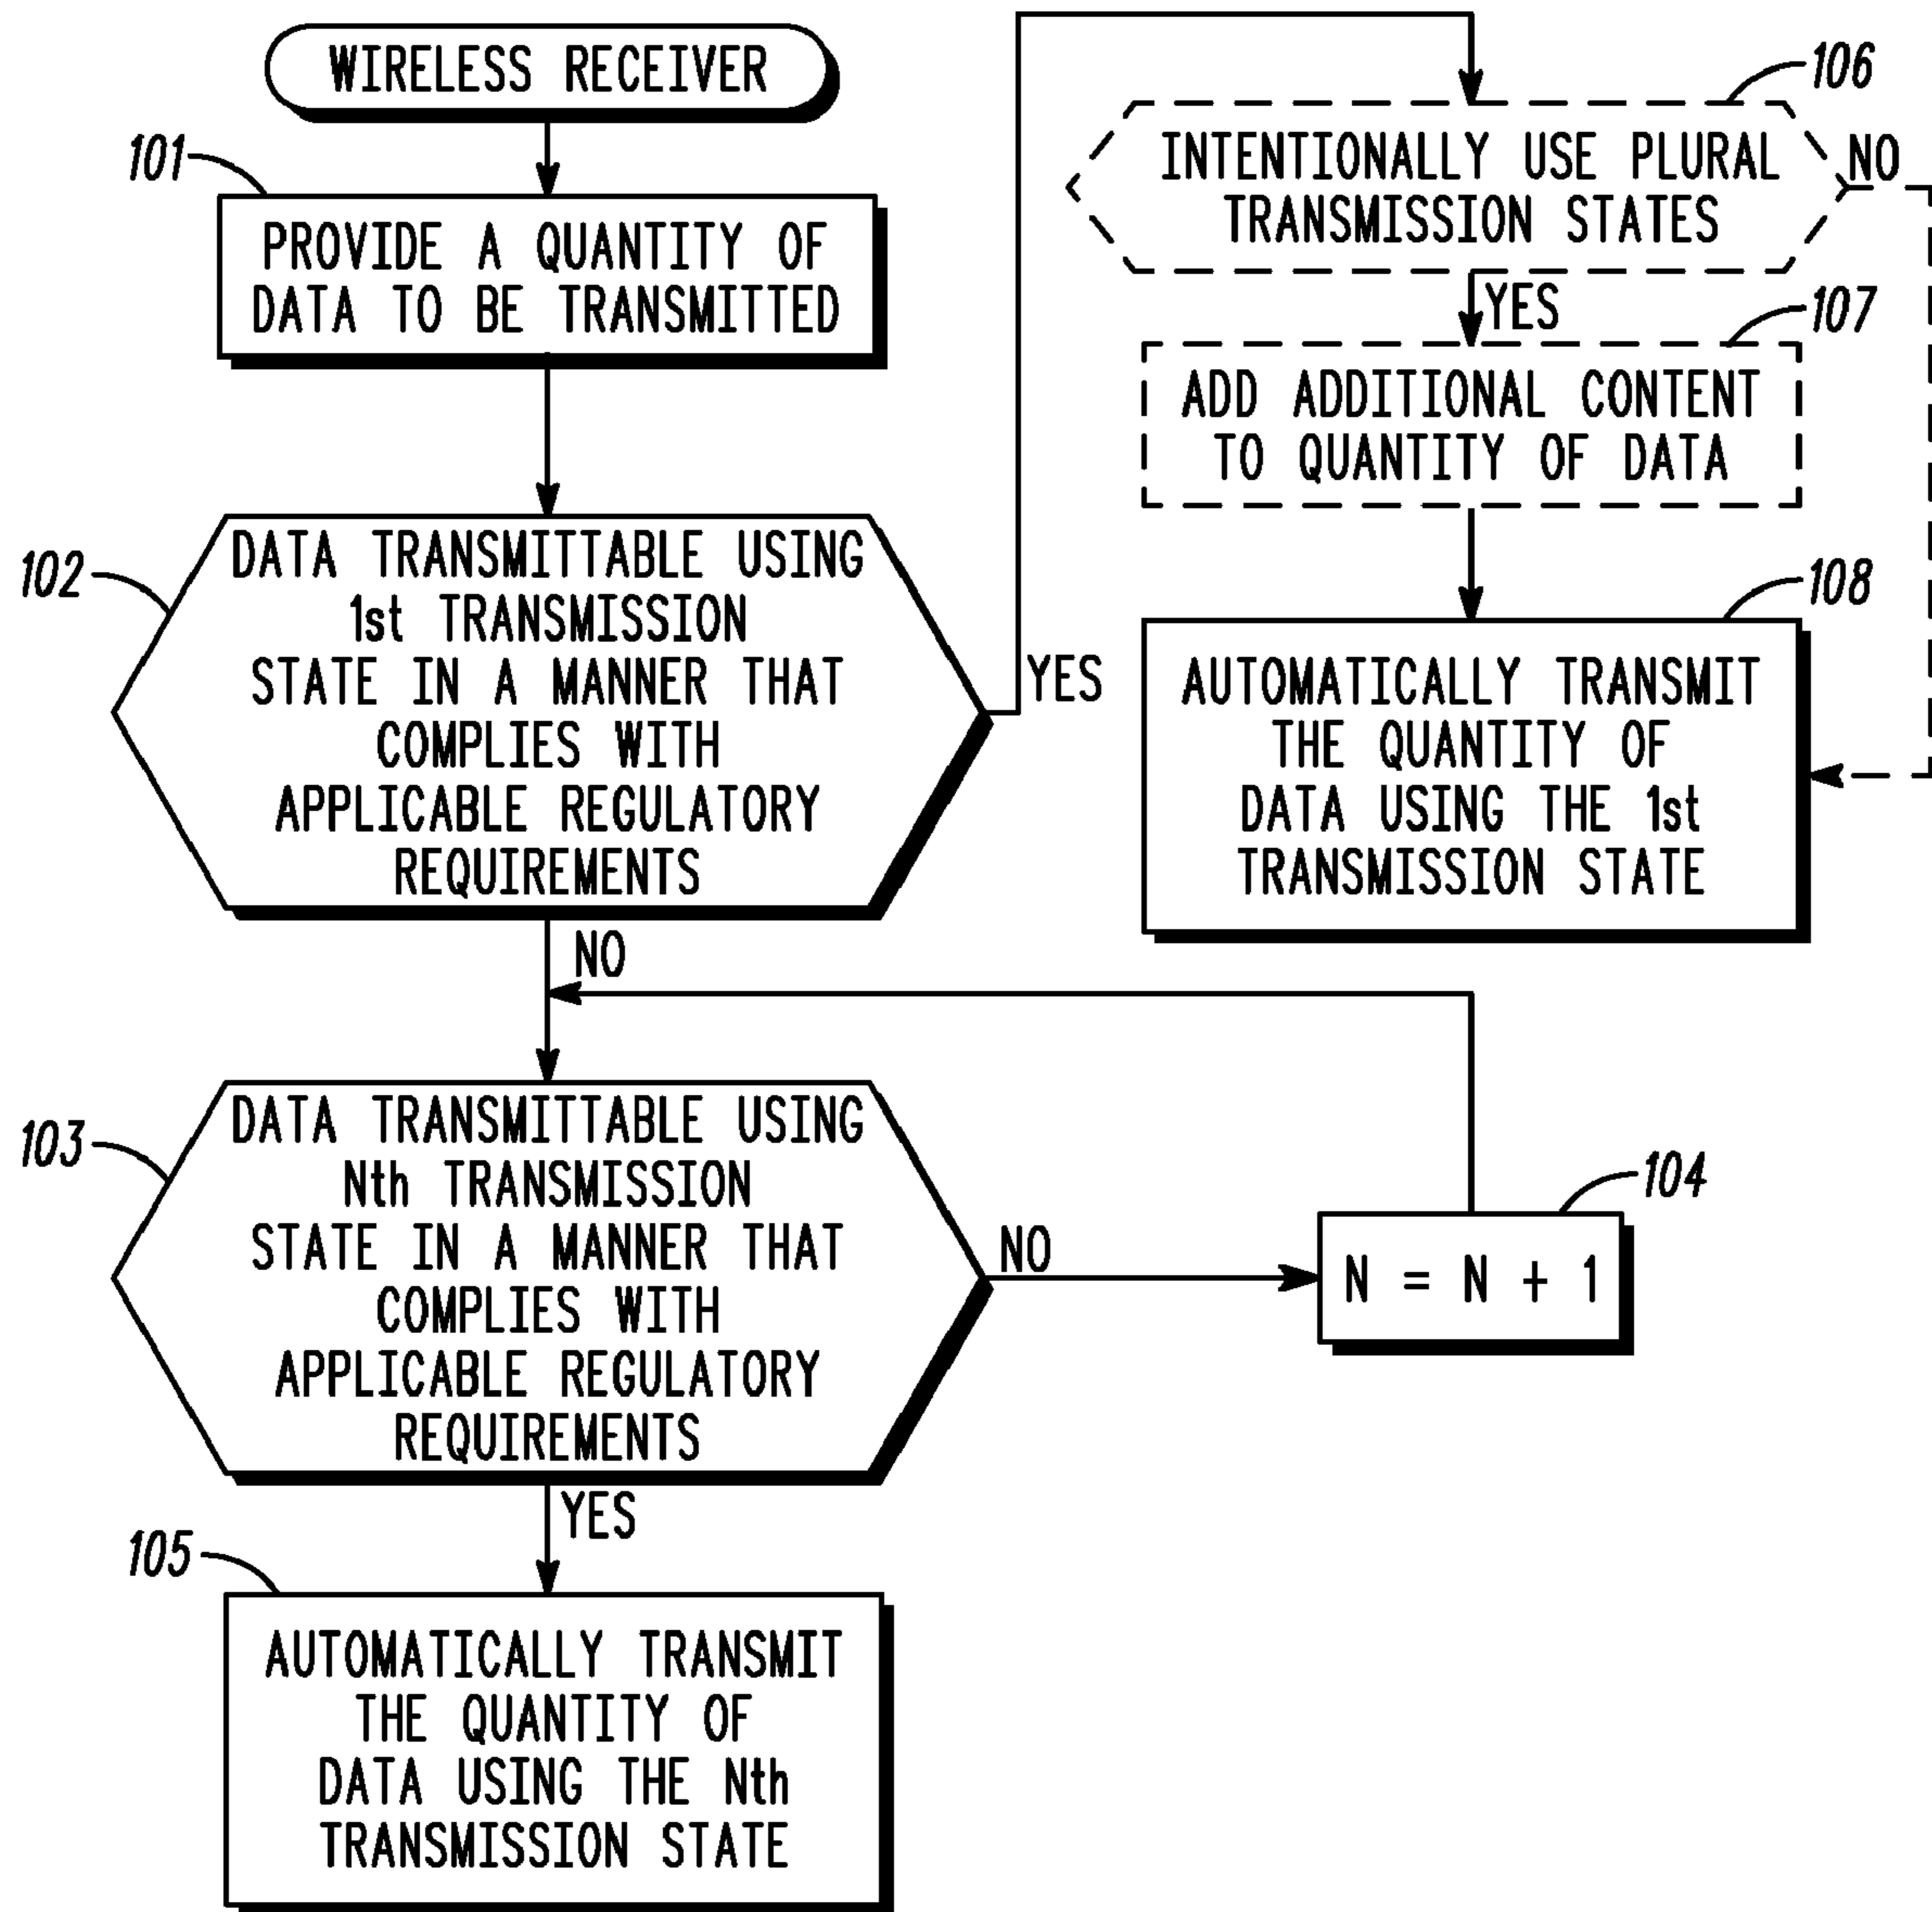 WIRELESS RECEIVER
101
PROVIDE A QUANTITY OF
DATA TO BE TRANSMITTED
102
DATA TRANSMITTABLE USING
1st TRANSMISSION
STATE IN A MANNER THAT
COMPLIES WITH
APPLICABLE REGULATORY
REQUIREMENTS
YES
NO
103
DATA TRANSMITTABLE USING
Nth TRANSMISSION
STATE IN A MANNER THAT
COMPLIES WITH
APPLICABLE REGULATORY
REQUIREMENTS
NO
104
N = N + 1
YES
105
AUTOMATICALLY TRANSMIT
THE QUANTITY OF
DATA USING THE Nth
TRANSMISSION STATE
106
INTENTIONALLY USE PLURAL
TRANSMISSION STATES
NO
YES
107
ADD ADDITIONAL CONTENT
TO QUANTITY OF DATA
108
AUTOMATICALLY TRANSMIT
THE QUANTITY OF
DATA USING THE 1st
TRANSMISSION STATE